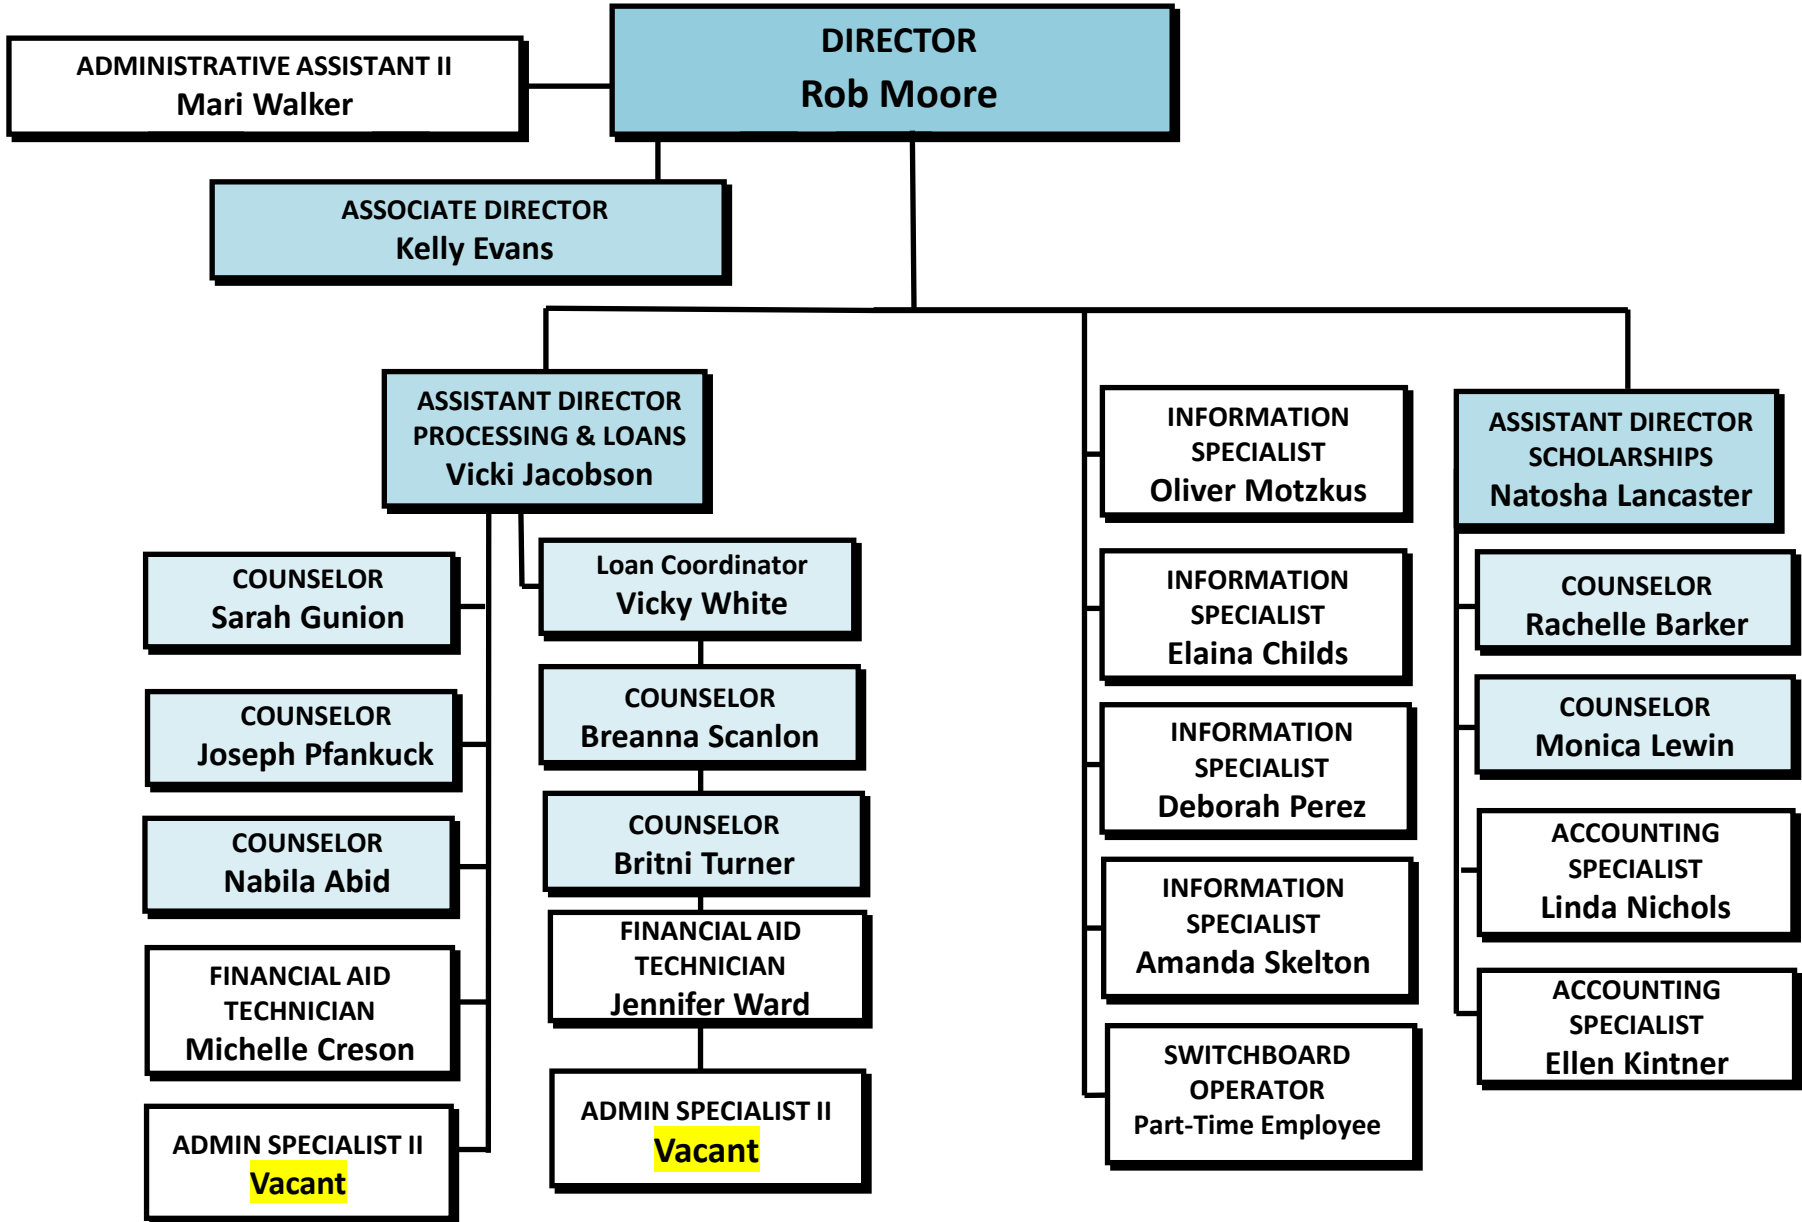 DIRECTOR
Rob Moore
ADMINISTRATIVE ASSISTANT II
Mari Walker
ASSOCIATE DIRECTOR
Kelly Evans
ASSISTANT DIRECTOR
PROCESSING & LOANS
Vicki Jacobson
COUNSELOR
Sarah Gunion
COUNSELOR
Joseph Pfankuck
COUNSELOR
Nabila Abid
FINANCIAL AID
TECHNICIAN
Michelle Creson
ADMIN SPECIALIST II
Vacant
Loan Coordinator
Vicky White
COUNSELOR
Breanna Scanlon
COUNSELOR
Britni Turner
FINANCIAL AID
TECHNICIAN
Jennifer Ward
ADMIN SPECIALIST II
Vacant
INFORMATION
SPECIALIST
Oliver Motzkus
INFORMATION
SPECIALIST
Elaina Childs
INFORMATION
SPECIALIST
Deborah Perez
INFORMATION
SPECIALIST
Amanda Skelton
SWITCHBOARD
OPERATOR
Part-Time Employee
ASSISTANT DIRECTOR
SCHOLARSHIPS
Natosha Lancaster
COUNSELOR
Rachelle Barker
COUNSELOR
Monica Lewin
ACCOUNTING
SPECIALIST
Linda Nichols
ACCOUNTING
SPECIALIST
Ellen Kintner